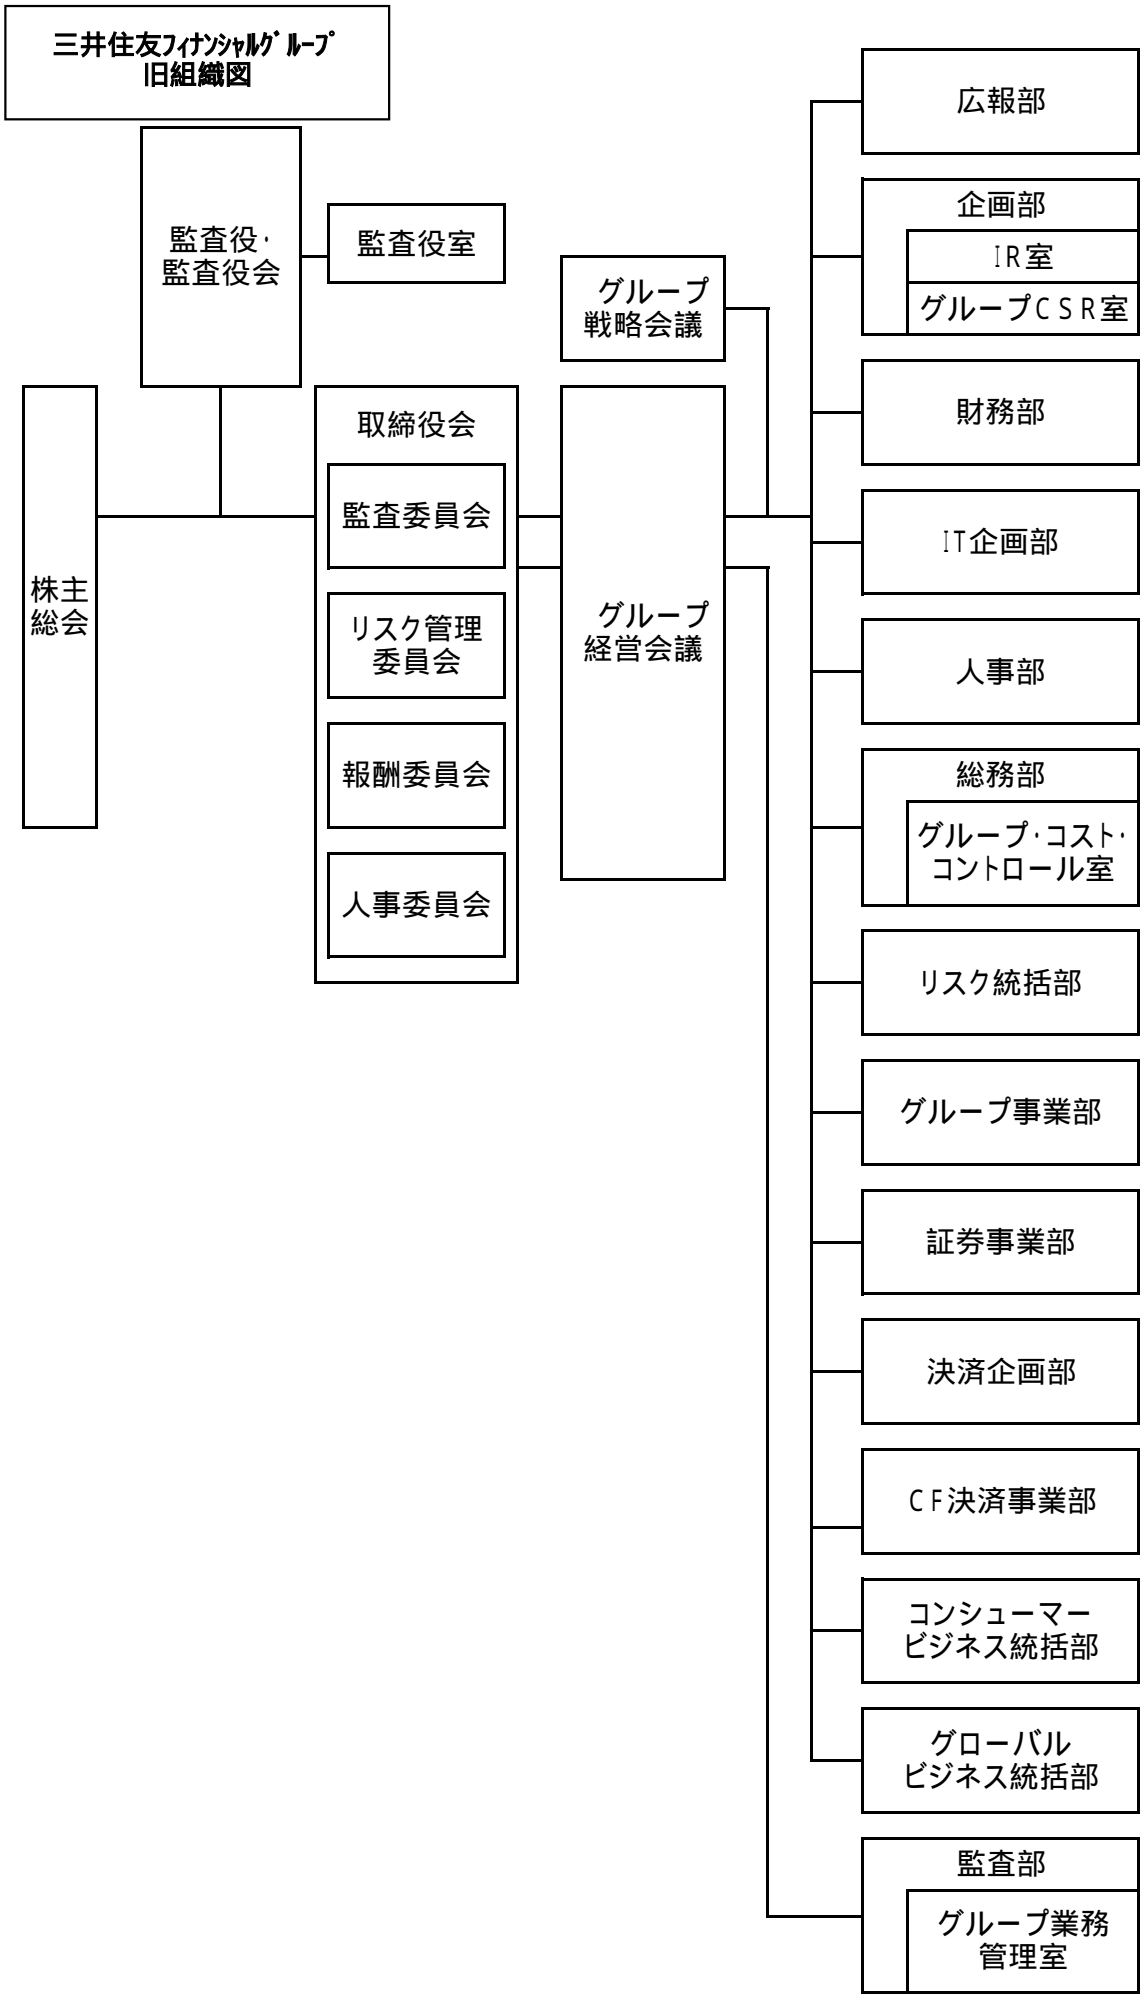 三井住友フィナンシャルグループ
旧組織図
監査役・
監査役会
監査役室
株主
総会
取締役会
監査委員会
リスク管理
委員会
報酬委員会
人事委員会
グループ
戦略会議
グループ
経営会議
広報部
企画部
IR室
グループCSR室
財務部
IT企画部
人事部
総務部
グループ・コスト・
コントロール室
リスク統括部
グループ事業部
証券事業部
決済企画部
CF決済事業部
コンシューマー
ビジネス統括部
グローバル
ビジネス統括部
監査部
グループ業務
管理室